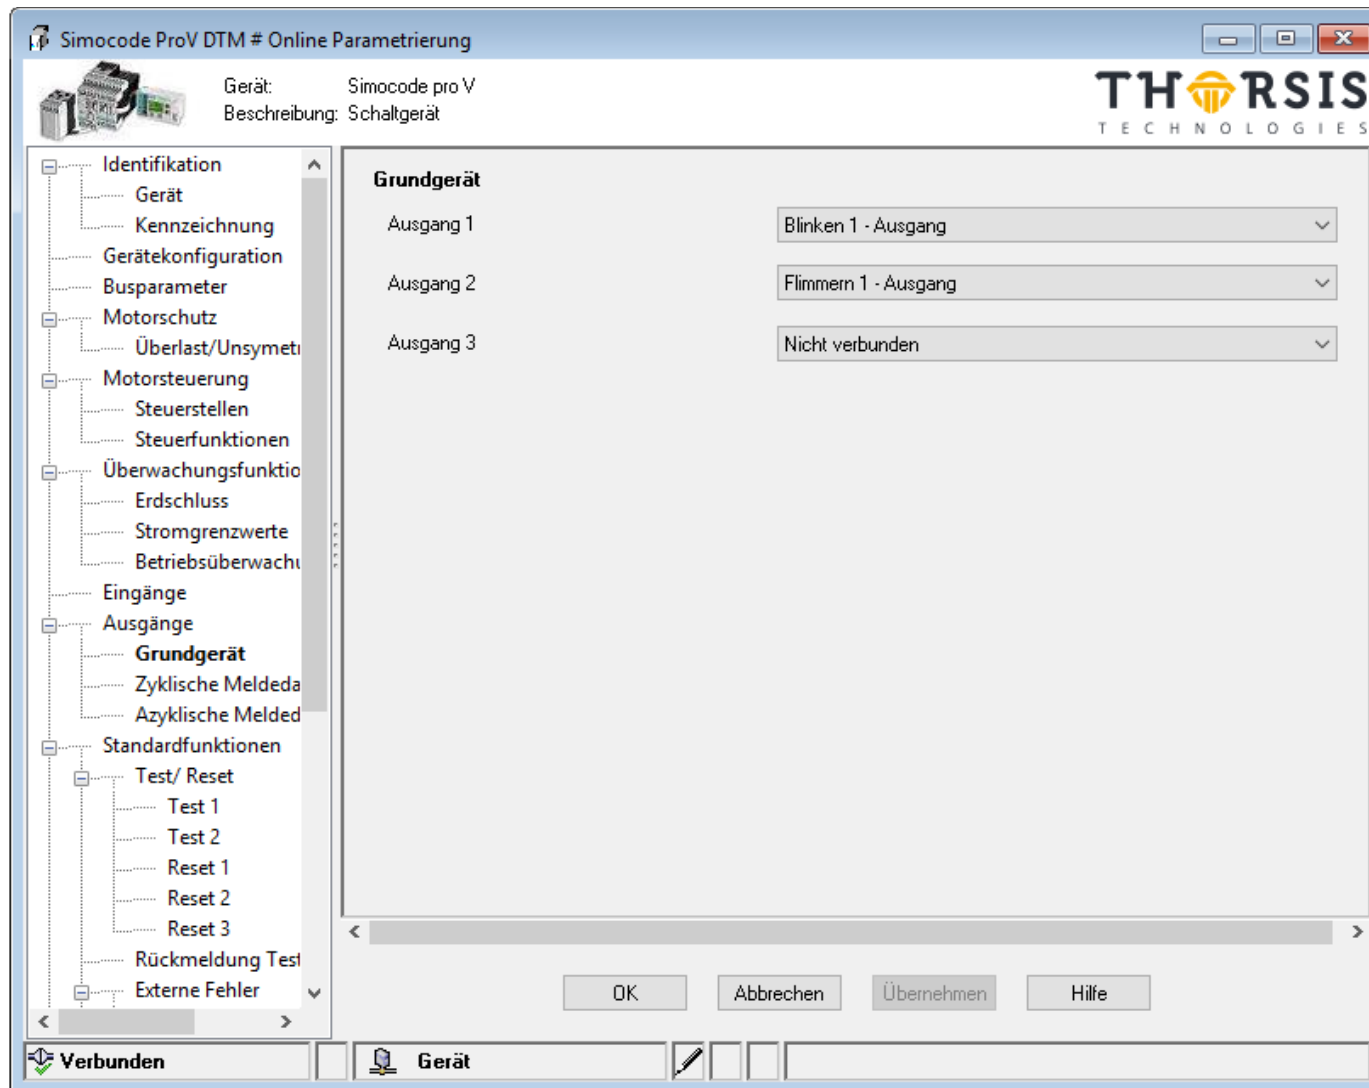 Simocode ProV DTM # Online Parametrierung
Gerät: Simocode pro V
Beschreibung: Schaltgerät
THORSIS
TECHNOLOGIES
Identifikation
Gerät
Kennzeichnung
Gerätekonfiguration
Busparameter
Motorschutz
Überlast/Unsymetr
Motorsteuerung
Steuerstellen
Steuerfunktionen
Überwachungsfunktio
Erdschluss
Stromgrenzwerte
Betriebsüberwachu
Eingänge
Ausgänge
Grundgerät
Zyklische Meldeda
Azyklische Melded
Standardfunktionen
Test/ Reset
Test 1
Test 2
Reset 1
Reset 2
Reset 3
Rückmeldung Test
Externe Fehler
Grundgerät
Ausgang 1 Blinken 1 - Ausgang
Ausgang 2 Flimmern 1 - Ausgang
Ausgang 3 Nicht verbunden
OK Abbrechen Übernehmen Hilfe
Verbunden Gerät